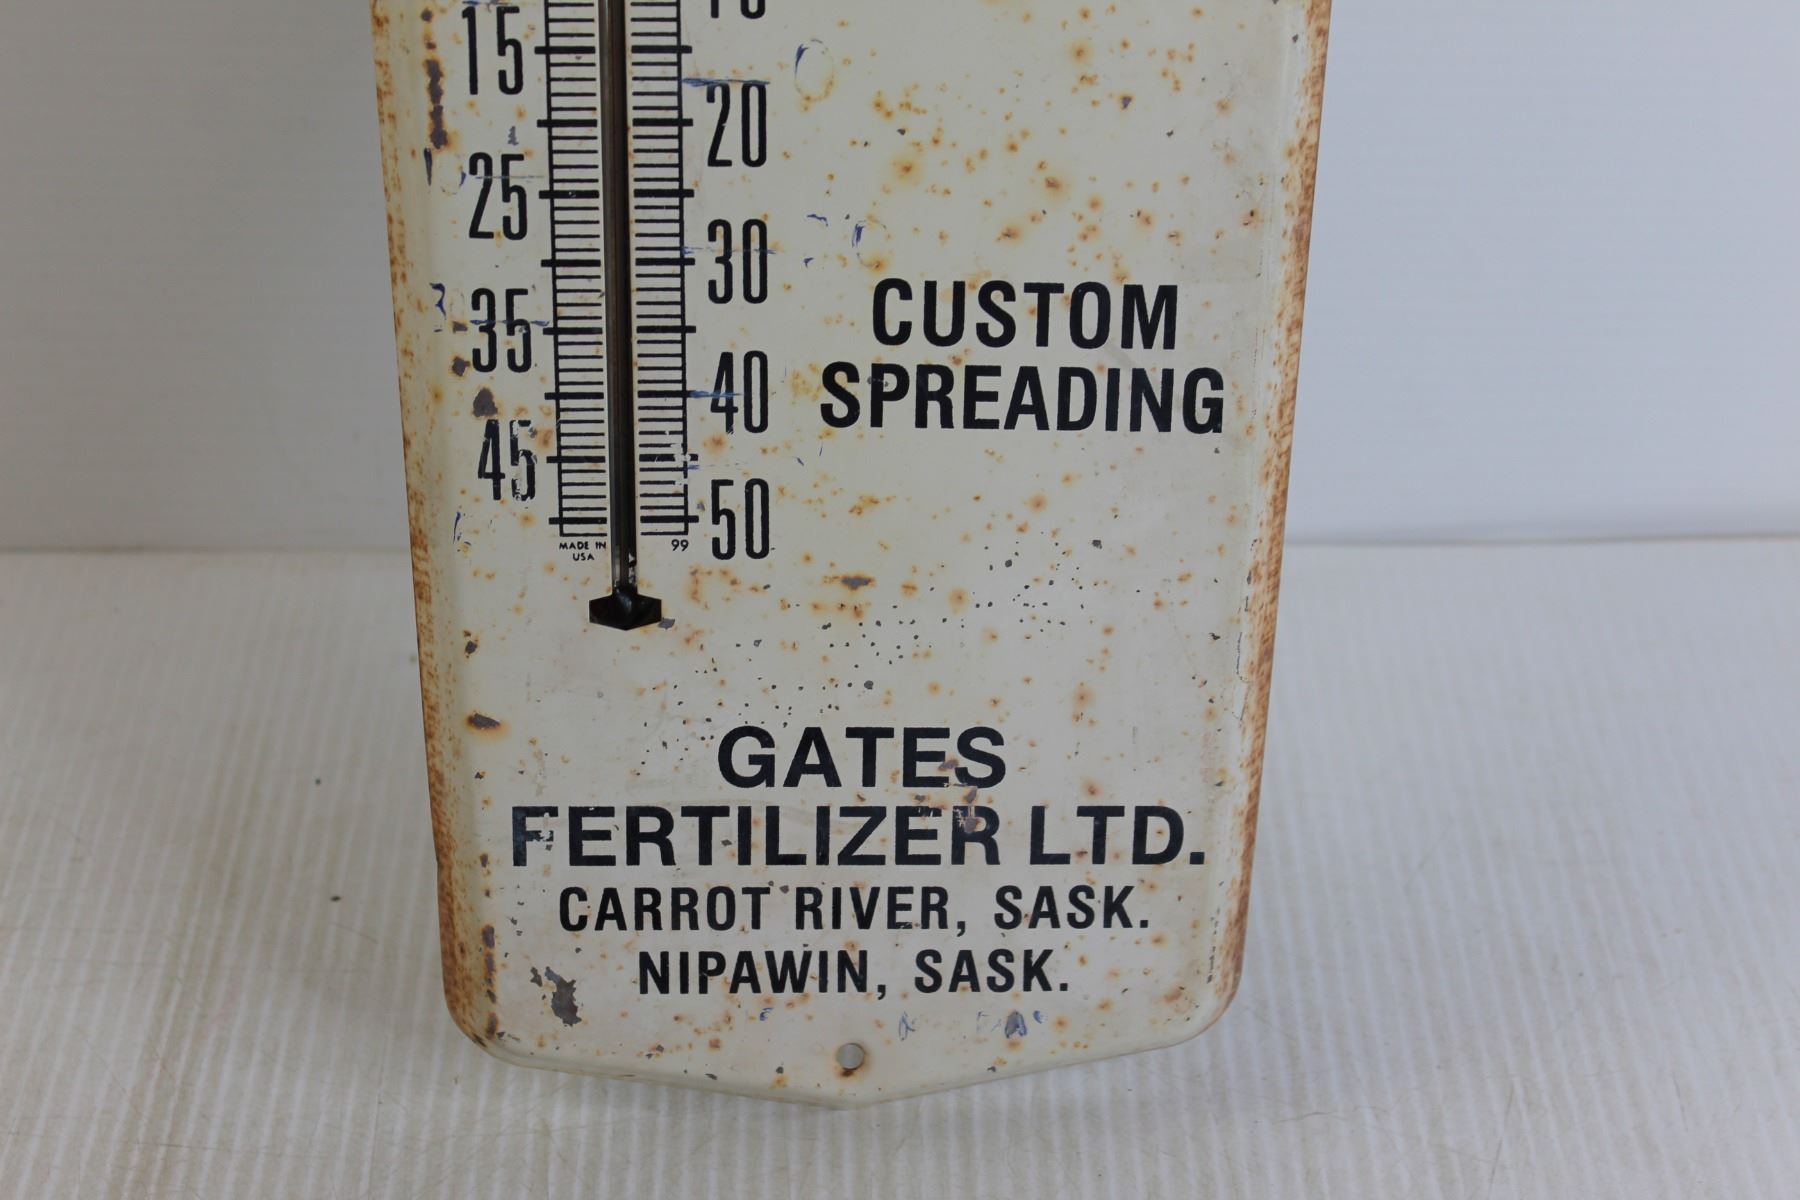 15
20
25
30
35
40
45
50
MADE IN
USA
99
CUSTOM
SPREADING
GATES
FERTILIZER LTD.
CARROT RIVER, SASK.
NIPAWIN, SASK.